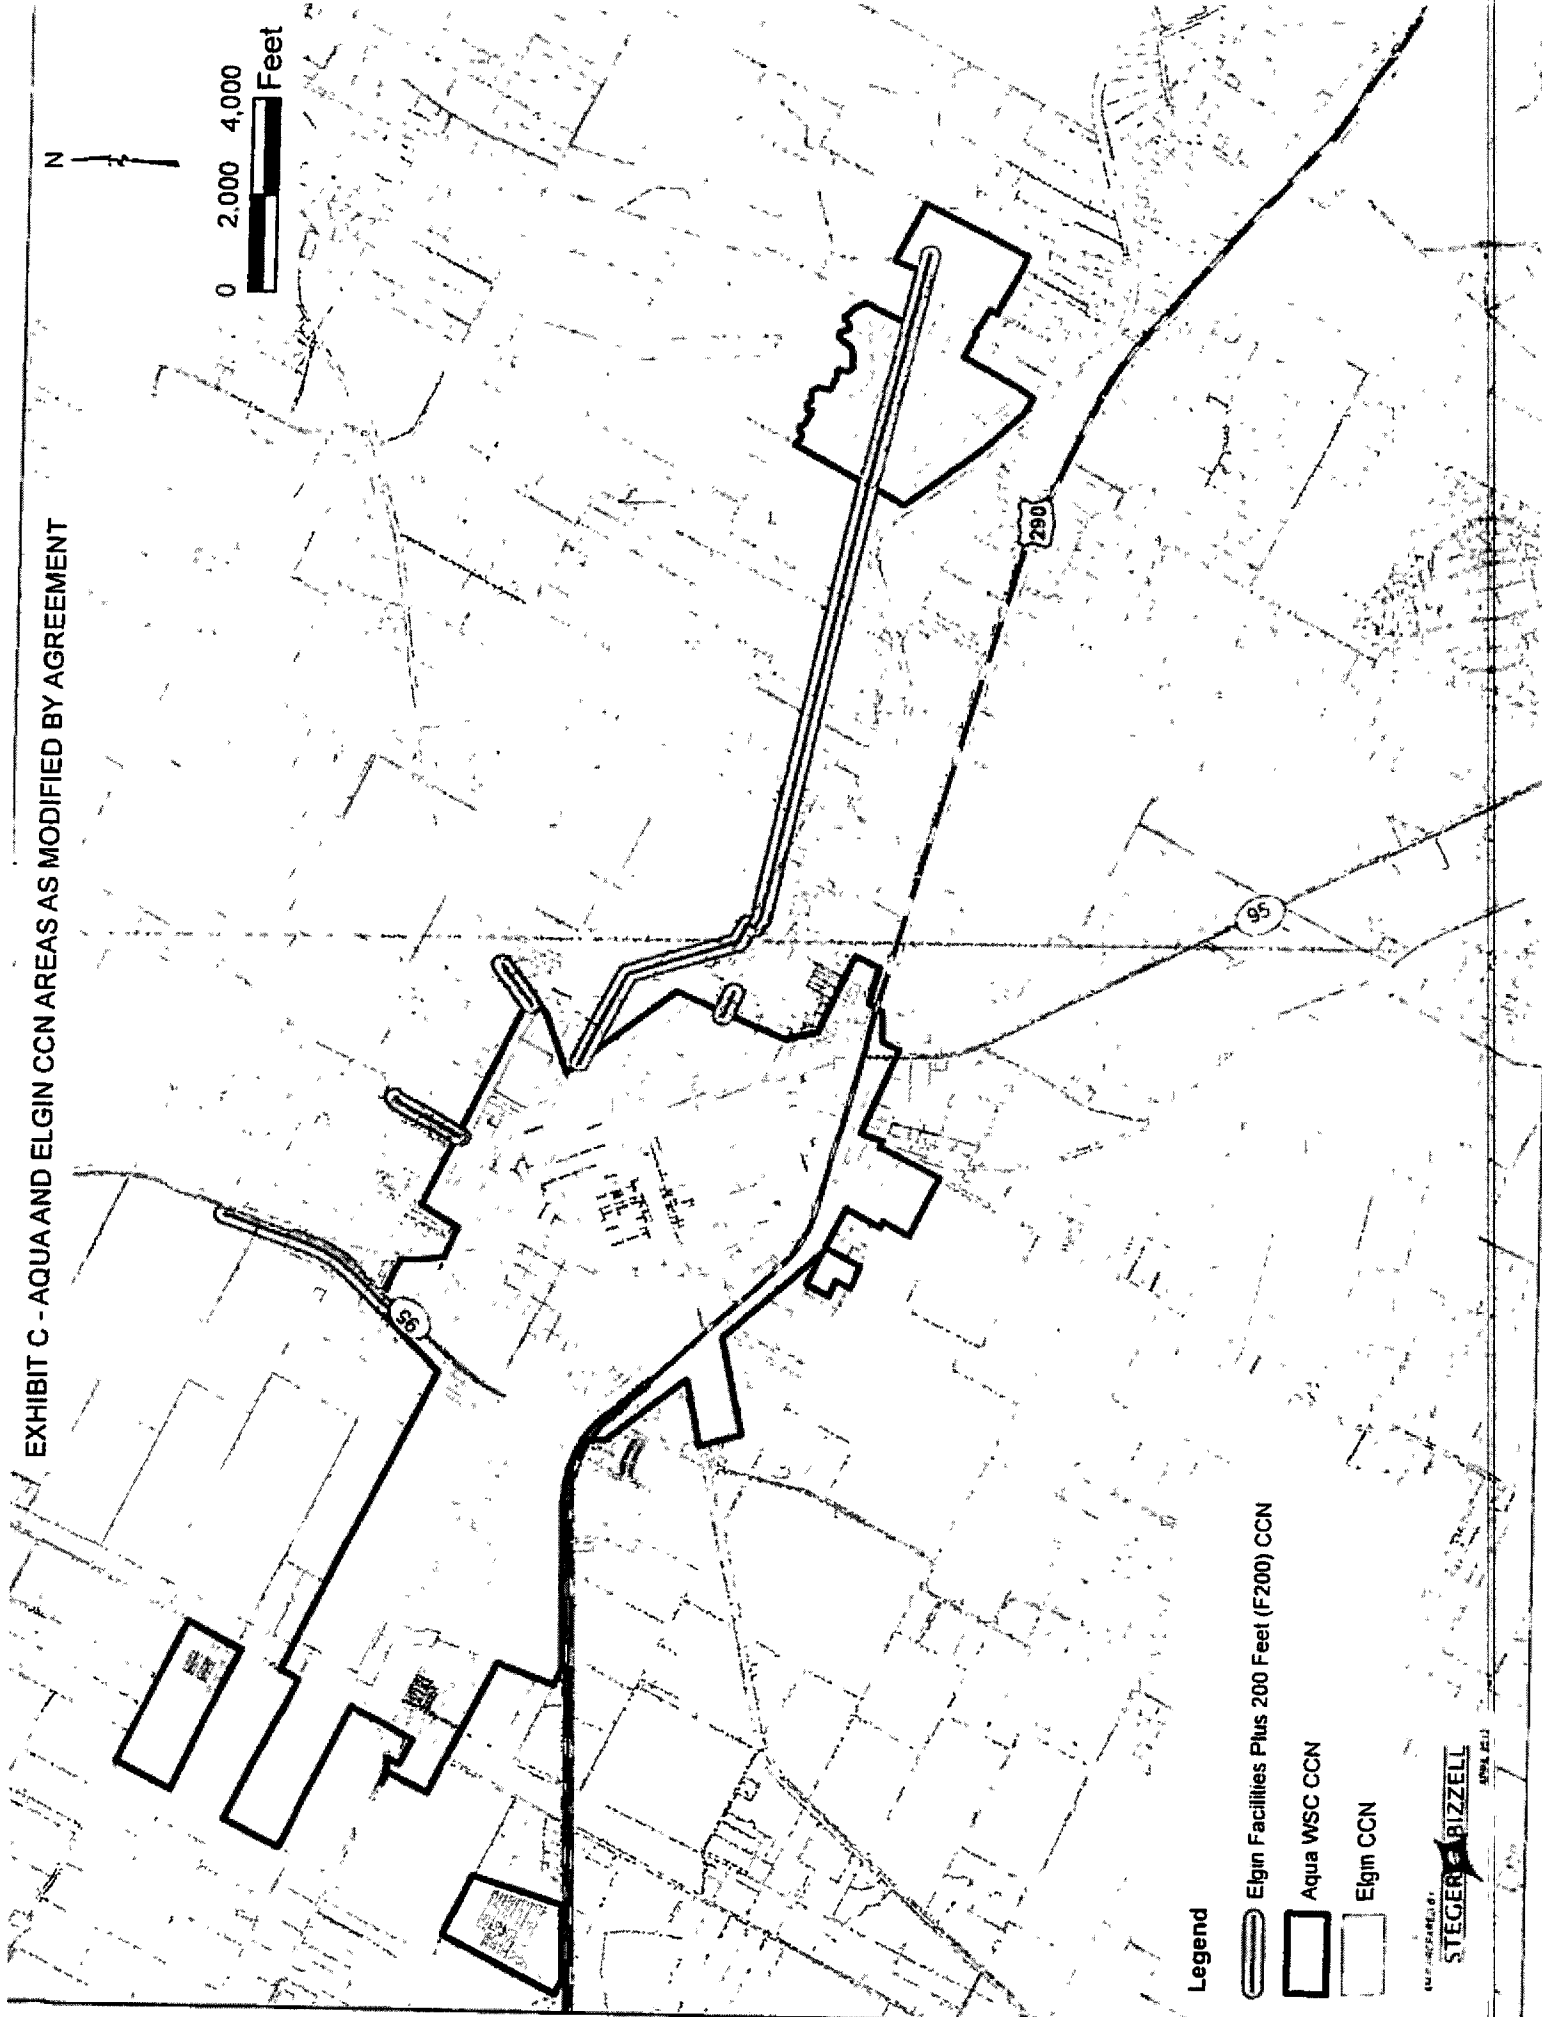 EXHIBIT C - AQUA AND ELGIN CCN AREAS AS MODIFIED BY AGREEMENT
N
0 2,000 4,000
Feet
95
290
95
Legend
Elgin Facilities Plus 200 Feet (F200) CCN
Aqua WSC CCN
Elgin CCN
STEGER BIZZELL